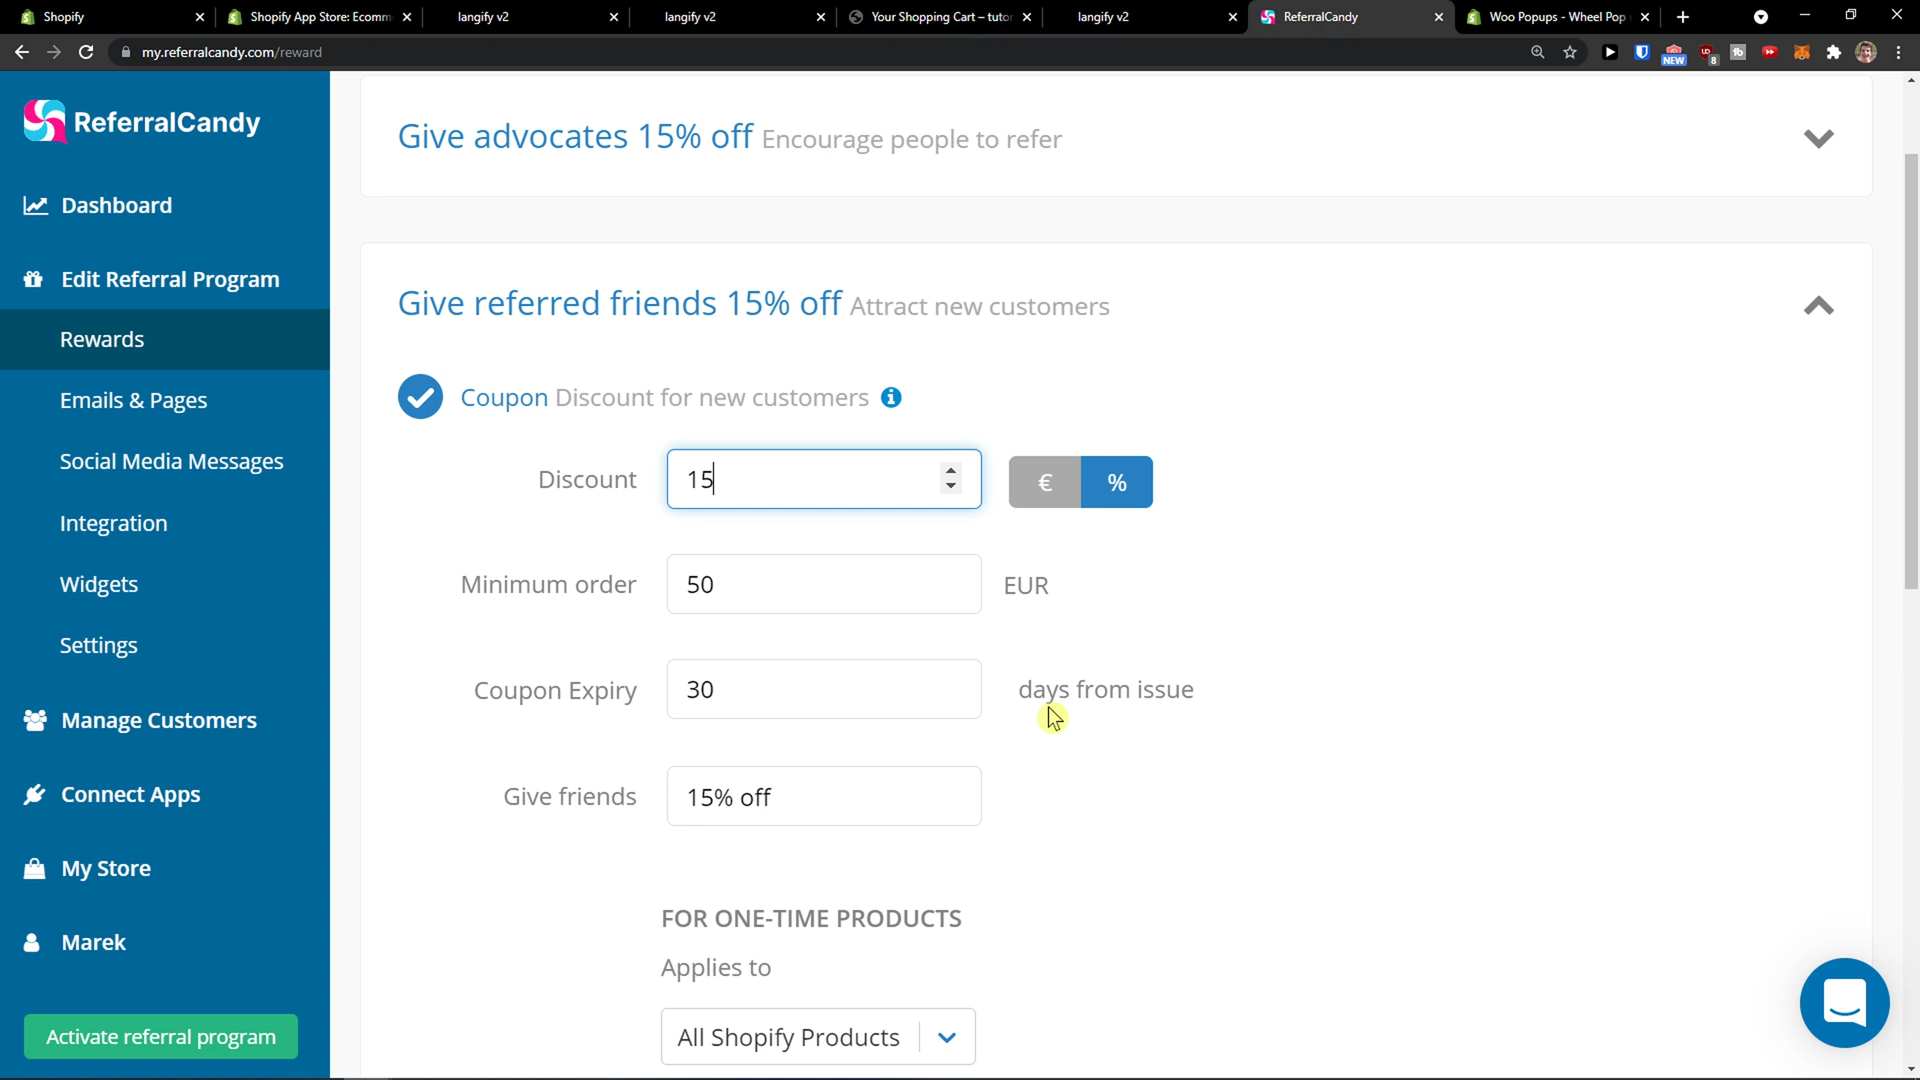 Shopify
Shopify App Store: Ecomm
langify v2
langify v2
Your Shopping Cart – tutor
langify v2
ReferralCandy
Woo Popups - Wheel Pop
my.referralcandy.com/reward
NEW
8
ReferralCandy
Dashboard
Edit Referral Program
Rewards
Emails & Pages
Social Media Messages
Integration
Widgets
Settings
Manage Customers
Connect Apps
My Store
Marek
Activate referral program
Give advocates 15% off Encourage people to refer
Give referred friends 15% off Attract new customers
Coupon Discount for new customers
Discount 15 € %
Minimum order 50 EUR
Coupon Expiry 30 days from issue
Give friends 15% off
FOR ONE-TIME PRODUCTS
Applies to
All Shopify Products